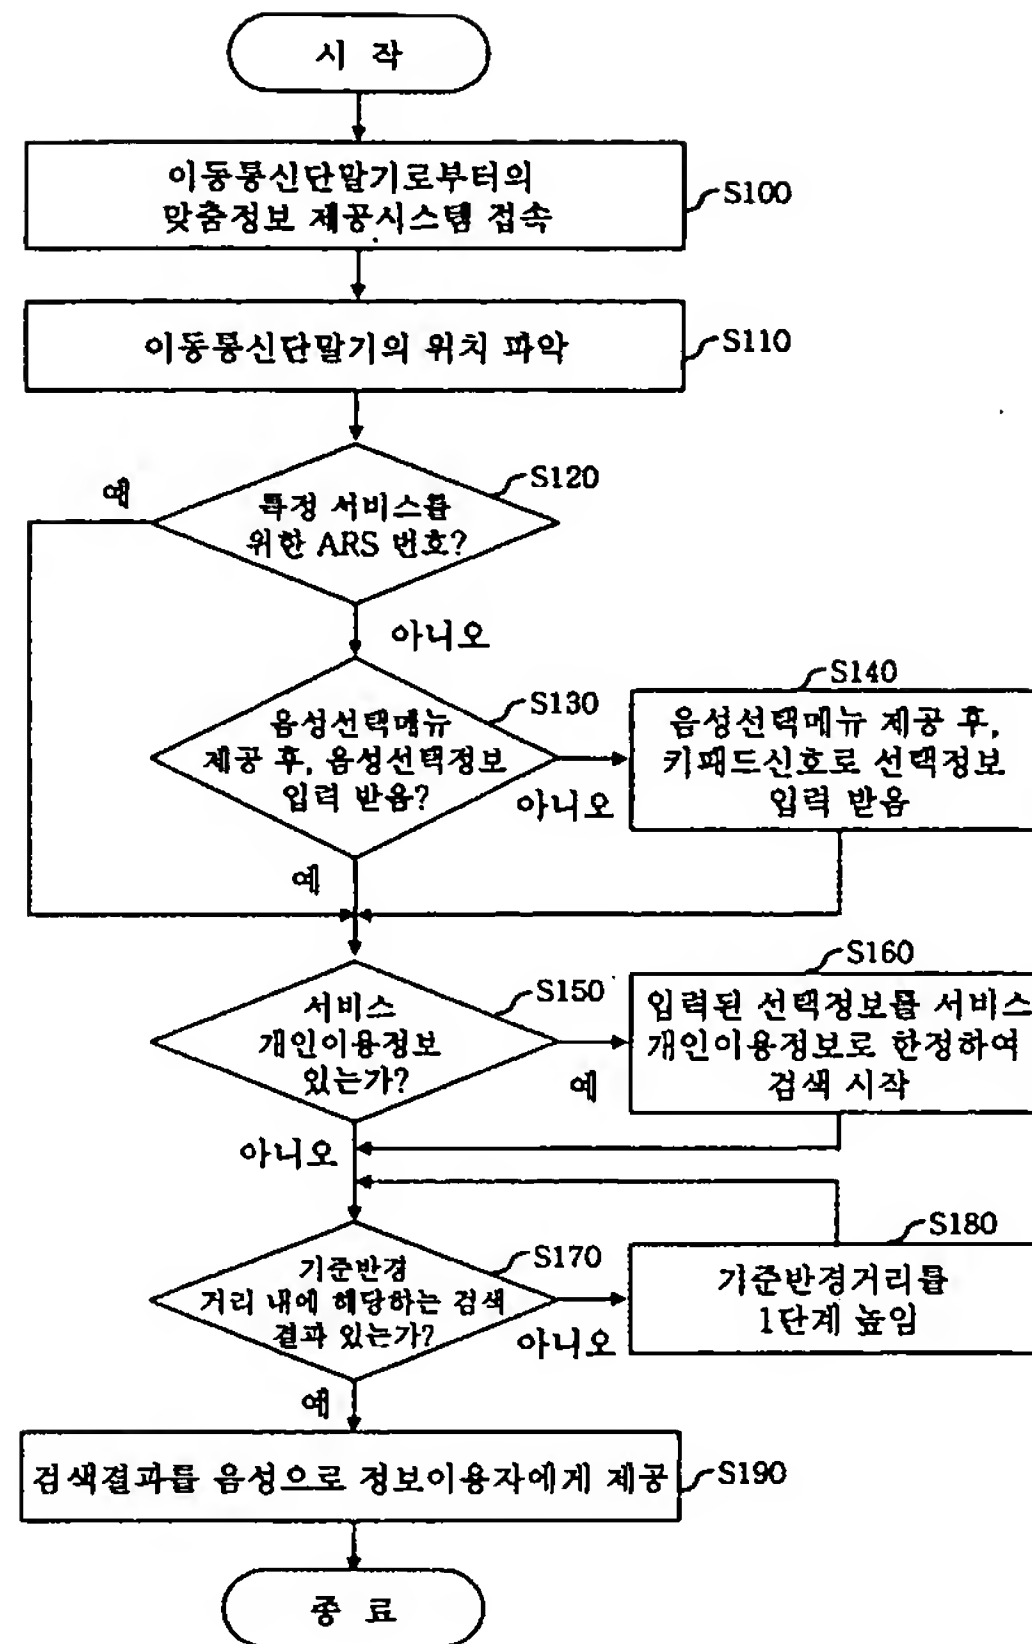 시 작
이동통신단말기로부터의
맞춤정보 제공시스템 접속
S100
이동통신단말기의 위치 파악
S110
예
특정 서비스를
위한 ARS 번호?
S120
아니오
음성선택메뉴
제공 후, 음성선택정보
입력 받음?
S130
아니오
음성선택메뉴 제공 후,
키패드신호로 선택정보
입력 받음
S140
예
서비스
개인이용정보
있는가?
S150
예
입력된 선택정보를 서비스
개인이용정보로 한정하여
검색 시작
S160
아니오
기준반경
거리 내에 해당하는 검색
결과 있는가?
S170
아니오
기준반경거리를
1단계 높임
S180
예
검색결과를 음성으로 정보이용자에게 제공
S190
종 료